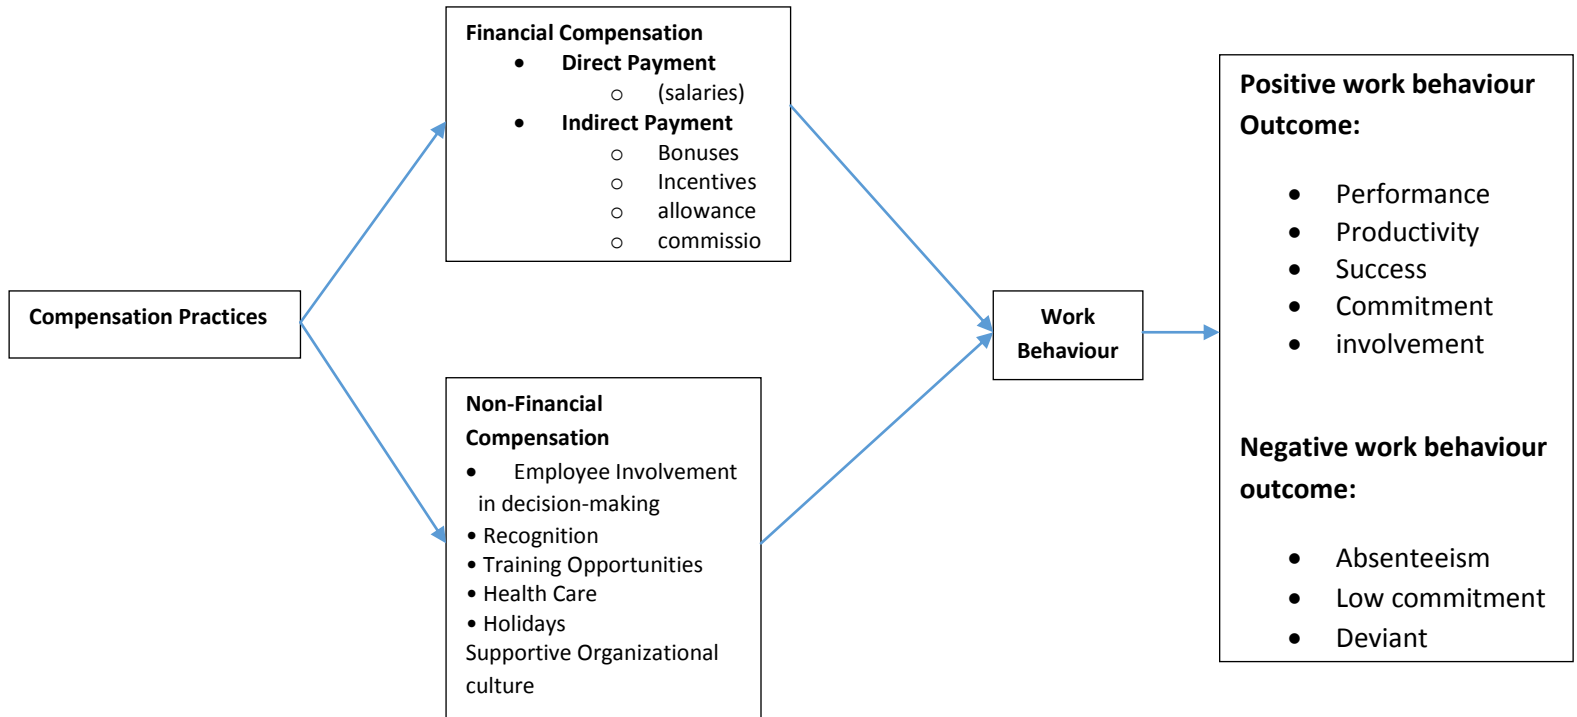 Financial Compensation
• Direct Payment
o (salaries)
• Indirect Payment
o Bonuses
o Incentives
o allowance
o commissio
Compensation Practices
Non-Financial
Compensation
• Employee Involvement
in decision-making
• Recognition
• Training Opportunities
• Health Care
• Holidays
Supportive Organizational
culture
Work
Behaviour
Positive work behaviour
Outcome:
• Performance
• Productivity
• Success
• Commitment
• involvement
Negative work behaviour
outcome:
• Absenteeism
• Low commitment
• Deviant